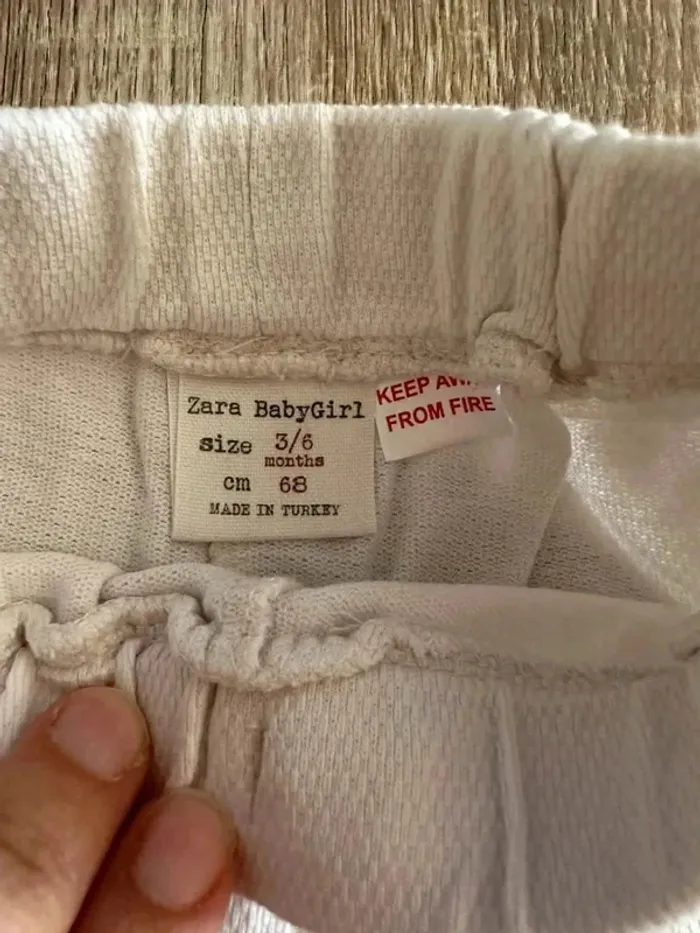 Zara BabyGirl
size 3/6
months
cm 68
MADE IN TURKEY
KEEP
FROM FIRE